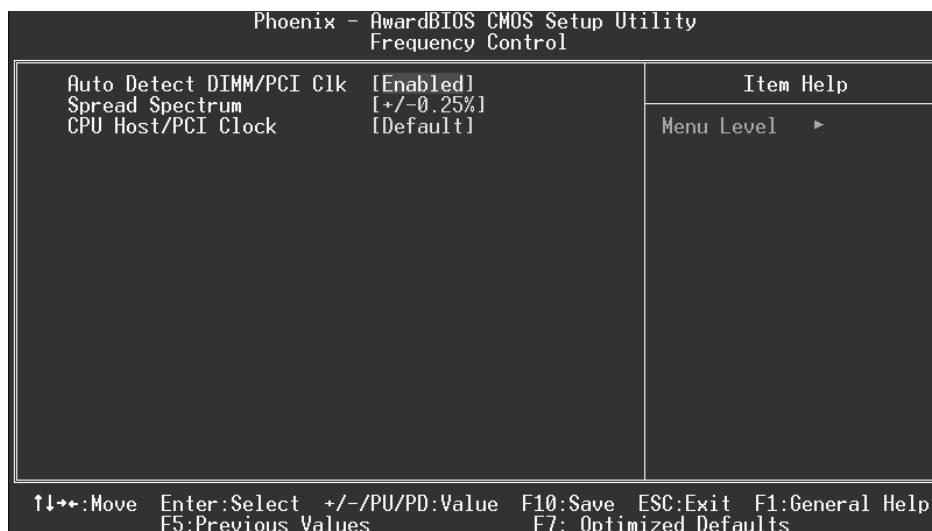 Phoenix - AwardBIOS CMOS Setup Utility
Frequency Control
Auto Detect DIMM/PCI Clk [Enabled]
Spread Spectrum [+/-0.25%]
CPU Host/PCI Clock [Default]
Item Help
Menu Level ►
↑↓→←:Move Enter:Select +/-/PU/PD:Value F10:Save ESC:Exit F1:General Help
F5:Previous Values F7: Optimized Defaults